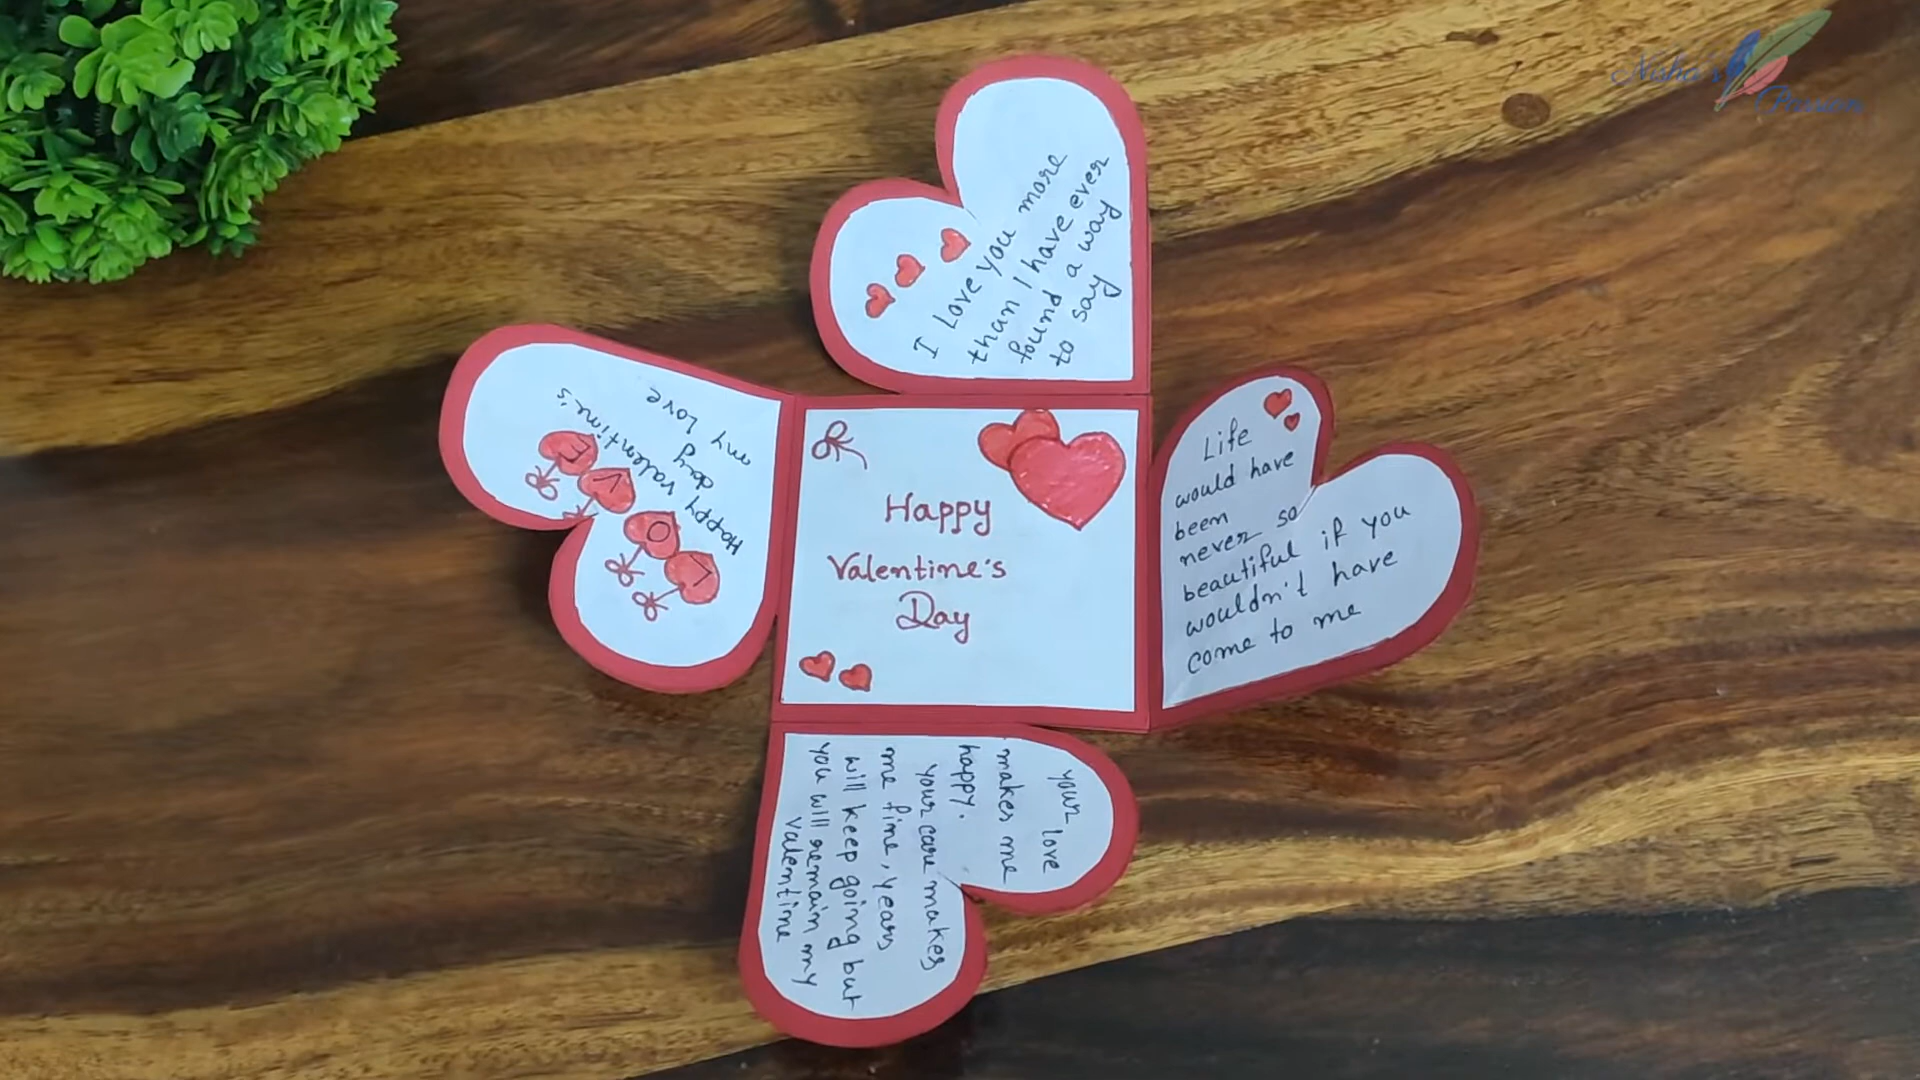 Nisha's
Passion
I Love you more
than I have ever
found a way
to say
Happy Valentine's
day
my Love
L O V E
Happy
Valentine's
Day
Life
would have
been
never so
beautiful if you
wouldn't have
come to me
your love
makes me
happy.
your care makes
me fine, years
will keep going but
you will remain my
valentine